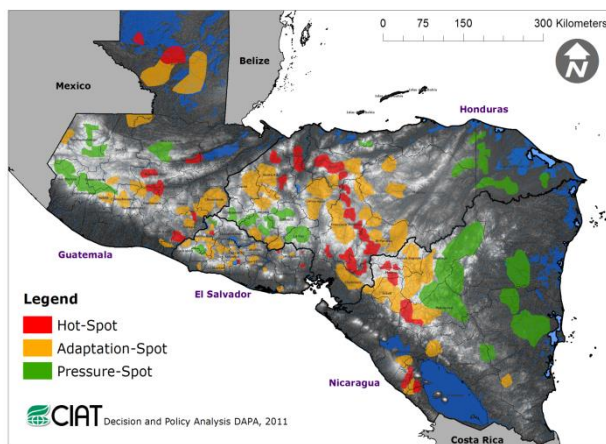 0 75 150 300 Kilometers
N
Mexico
Belize
Honduras
Guatemala
El Salvador
Nicaragua
Costa Rica
Legend
Hot-Spot
Adaptation-Spot
Pressure-Spot
CIAT Decision and Policy Analysis DAPA, 2011